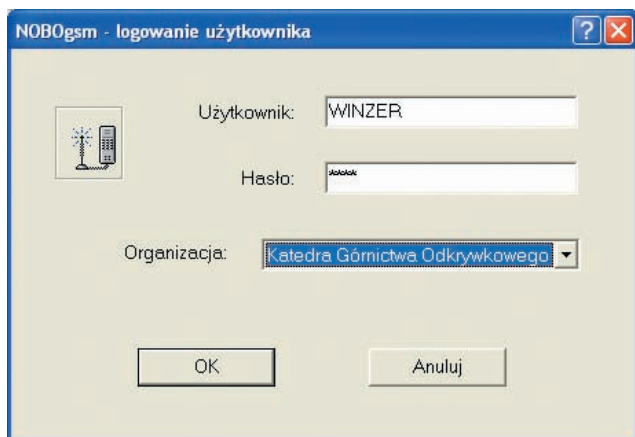 NOBOgsm - logowanie użytkownika
Użytkownik: WINZER
Hasło: ****
Organizacja: Katedra Górnictwa Odkrywkowego
OK Anuluj